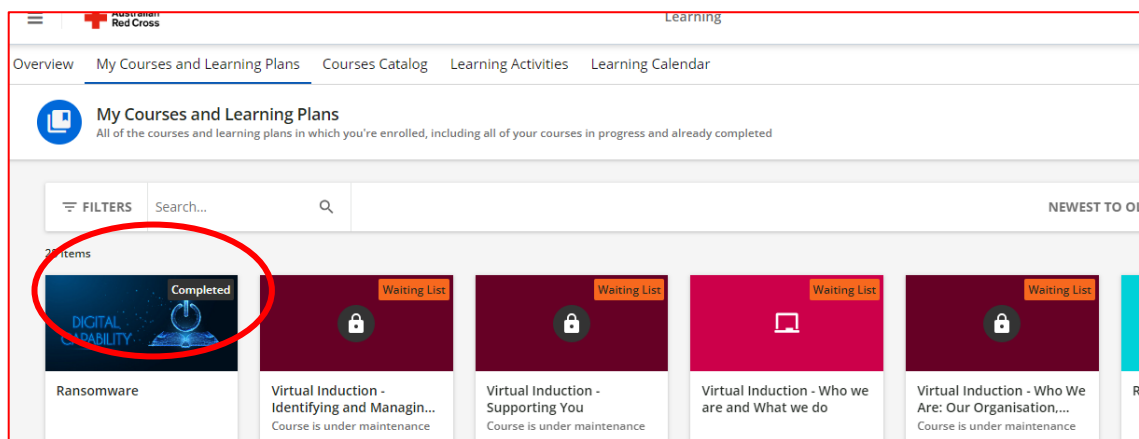 Australian
Red Cross
Learning
Overview My Courses and Learning Plans Courses Catalog Learning Activities Learning Calendar
My Courses and Learning Plans
All of the courses and learning plans in which you're enrolled, including all of your courses in progress and already completed
FILTERS Search... NEWEST TO
items
Completed
DIGITAL
CAPABILITY
Ransomware
Waiting List
Virtual Induction -
Identifying and Managin...
Course is under maintenance
Waiting List
Virtual Induction -
Supporting You
Course is under maintenance
Waiting List
Virtual Induction - Who we
are and What we do
Waiting List
Virtual Induction - Who We
Are: Our Organisation,...
Course is under maintenance